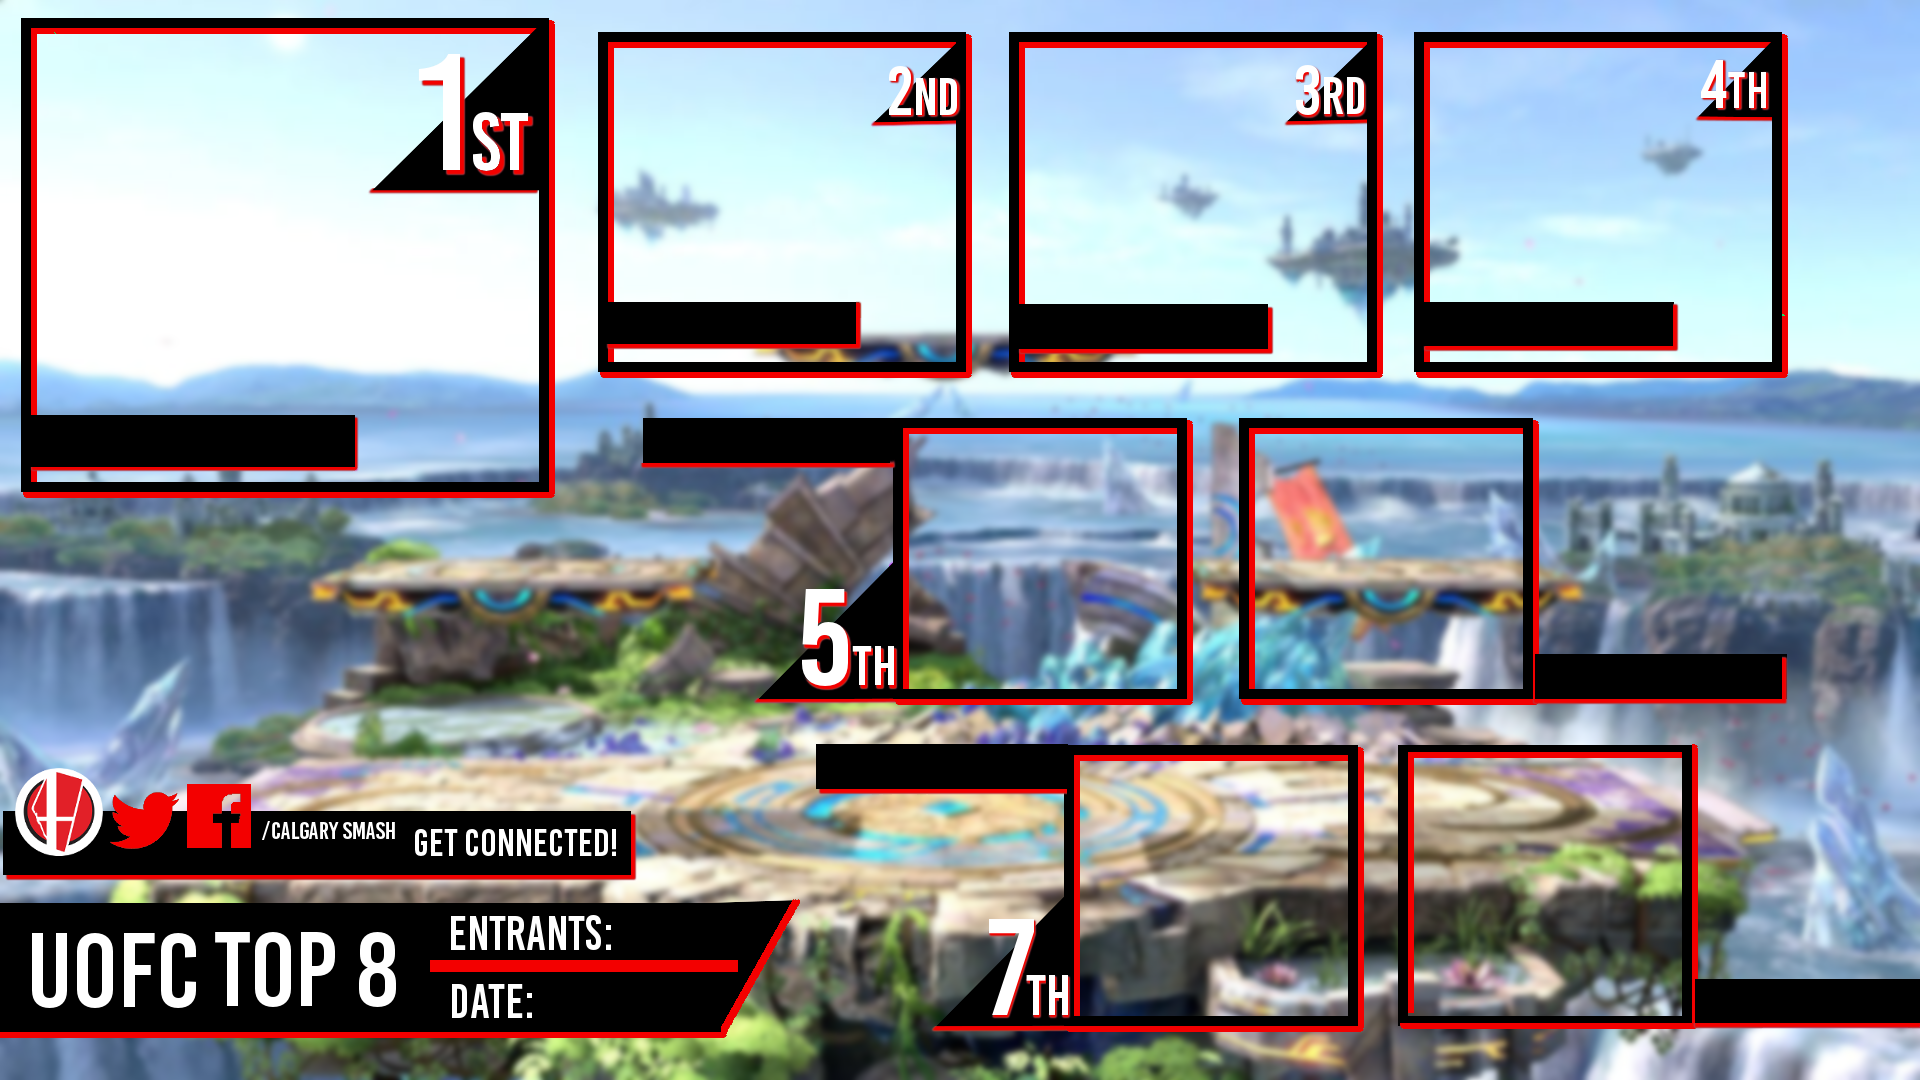 1ST
2ND
3RD
4TH
5TH
7TH
/CALGARY SMASH
GET CONNECTED!
UOFC TOP 8
ENTRANTS:
DATE: